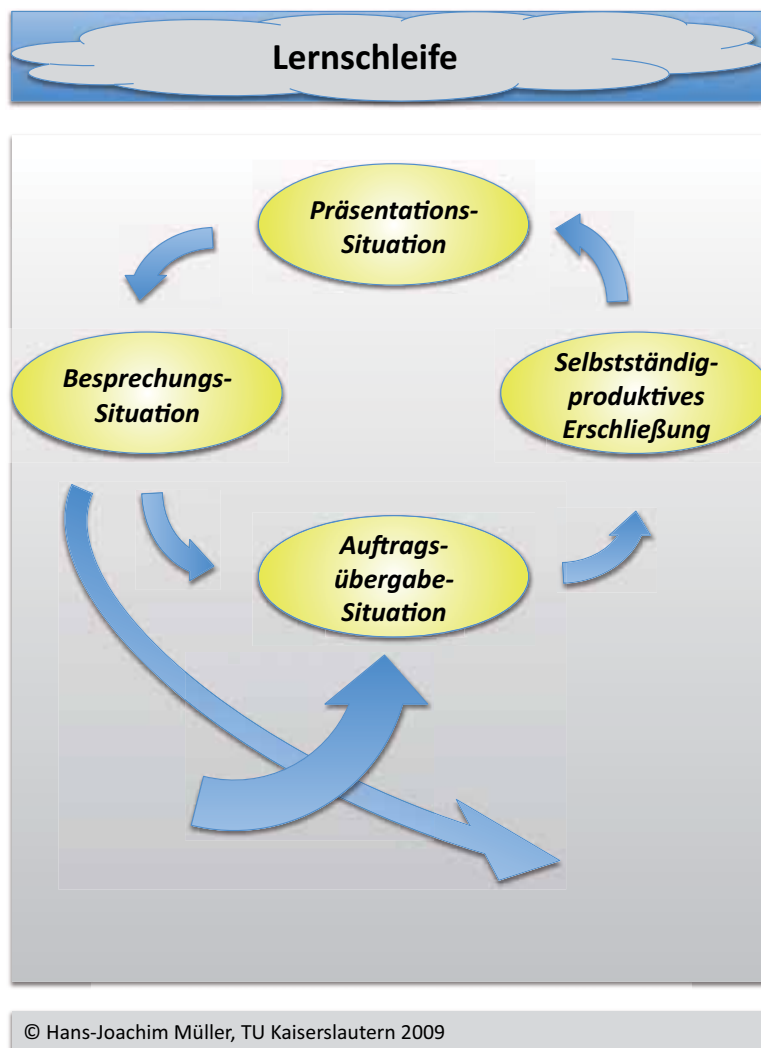 Lernschleife
Präsentations-
Situation
Besprechungs-
Situation
Selbstständig-
produktives
Erschließung
Auftrags-
übergabe-
Situation
© Hans-Joachim Müller, TU Kaiserslautern 2009